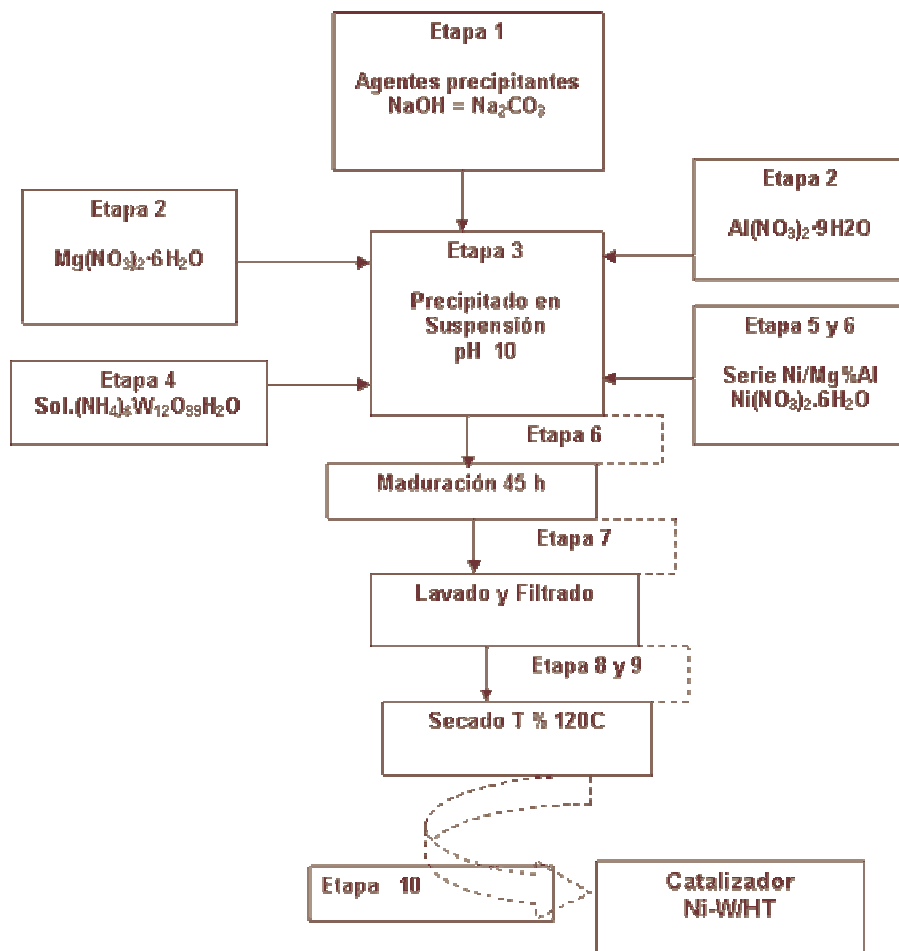 Etapa 1
Agentes precipitantes
NaOH = Na₂CO₃
Etapa 2
Mg(NO₃)₂·6H₂O
Etapa 2
Al(NO₃)₂·9H2O
Etapa 3
Precipitado en
Suspensión
pH 10
Etapa 4
Sol.(NH₄)₆W₁₂O₃₉H₂O
Etapa 5 y 6
Serie Ni/Mg%Al
Ni(NO₃)₂.6H₂O
Etapa 6
Maduración 45 h
Etapa 7
Lavado y Filtrado
Etapa 8 y 9
Secado T % 120C
Etapa 10
Catalizador
Ni-W/HT